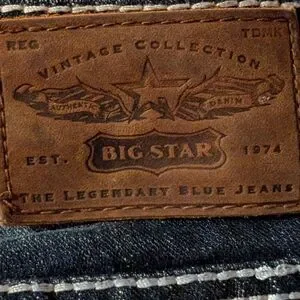 REG TDMK
VINTAGE COLLECTION
AUTHENTIC DENIM
BIG STAR
EST. 1974
THE LEGENDARY BLUE JEANS